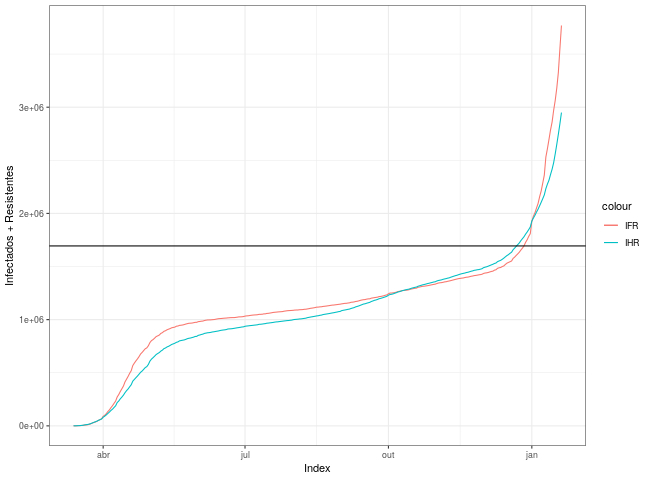 Infectados + Resistentes
3e+06
2e+06
1e+06
0e+00
abr
jul
out
jan
Index
colour
IFR
IHR